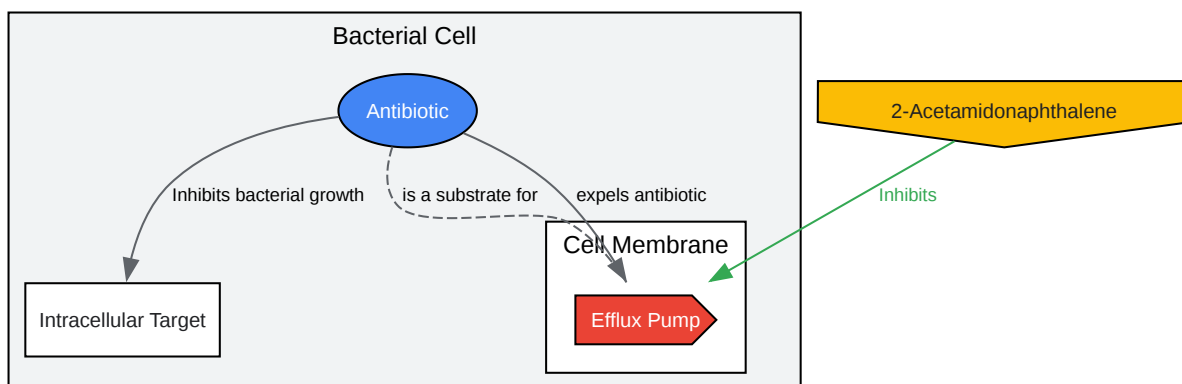 Bacterial Cell
Antibiotic
2-Acetamidonaphthalene
Inhibits bacterial growth
is a substrate for
expels antibiotic
Inhibits
Cell Membrane
Intracellular Target
Efflux Pump